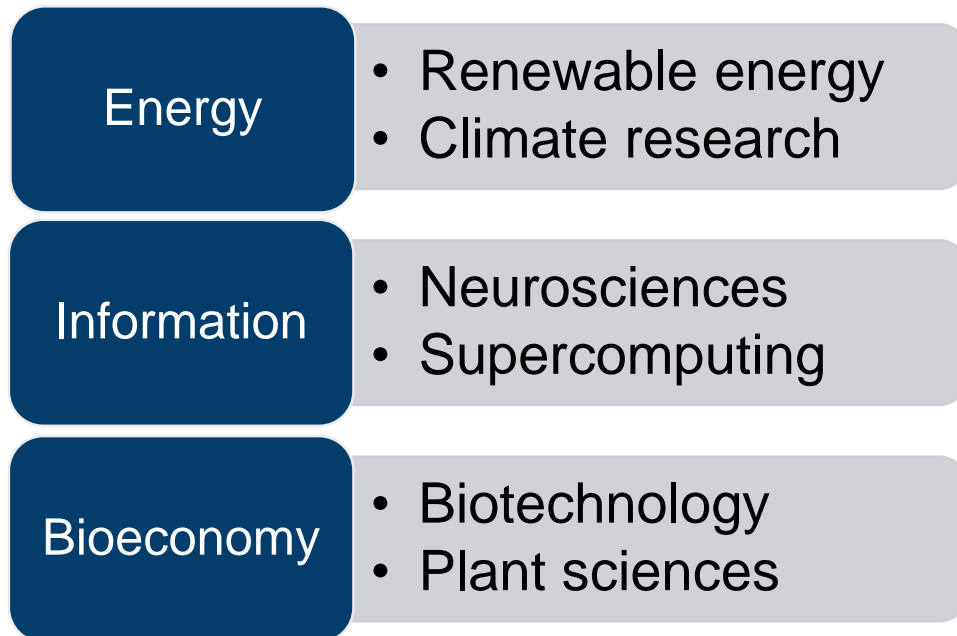 Energy
• Renewable energy
• Climate research
Information
• Neurosciences
• Supercomputing
Bioeconomy
• Biotechnology
• Plant sciences